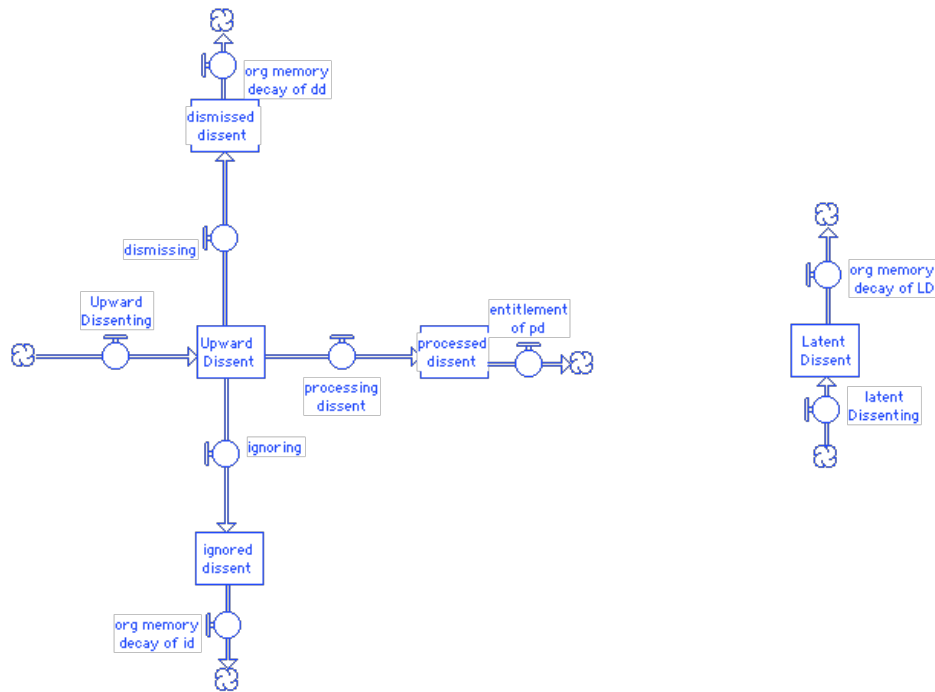 org memory
decay of dd
dismissed
dissent
dismissing
Upward
Dissenting
Upward
Dissent
processing
dissent
processed
dissent
entitlement
of pd
ignoring
ignored
dissent
org memory
decay of id
org memory
decay of LD
Latent
Dissent
latent
Dissenting